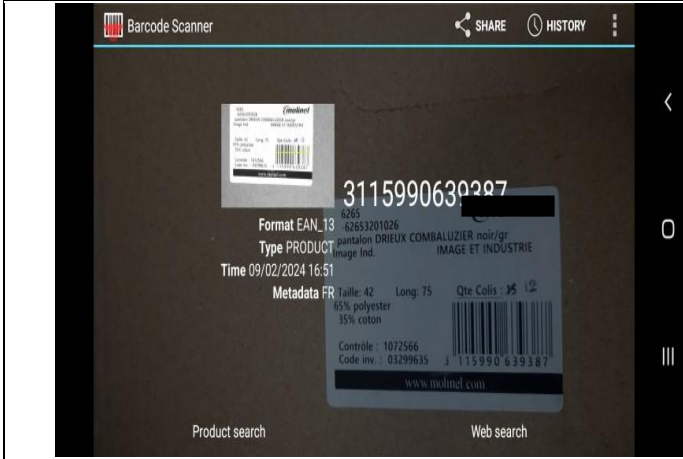 Barcode Scanner
SHARE
HISTORY
molinel
3115990639387
Format EAN_13
Type PRODUCT
Time 09/02/2024 16:51
Metadata FR
6265
-62653201026
pantalon DRIEUX COMBALUZIER noir/gr
Image Ind. IMAGE ET INDUSTRIE
Taille: 42 Long: 75 Qte Colis : 12
65% polyester
35% coton
Contrôle : 1072566
Code inv. : 03299635
3 115990 639387
www.molinel.com
Product search
Web search